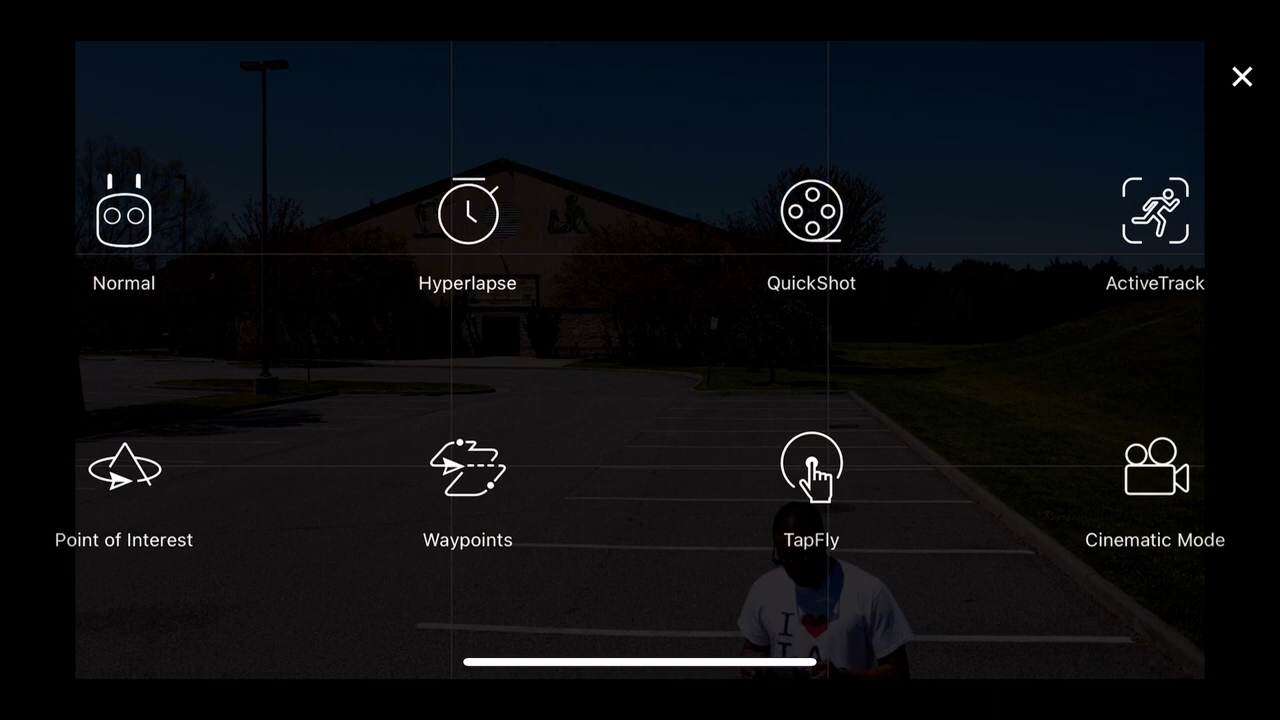 Normal
Hyperlapse
QuickShot
ActiveTrack
Point of Interest
Waypoints
TapFly
Cinematic Mode
I ❤